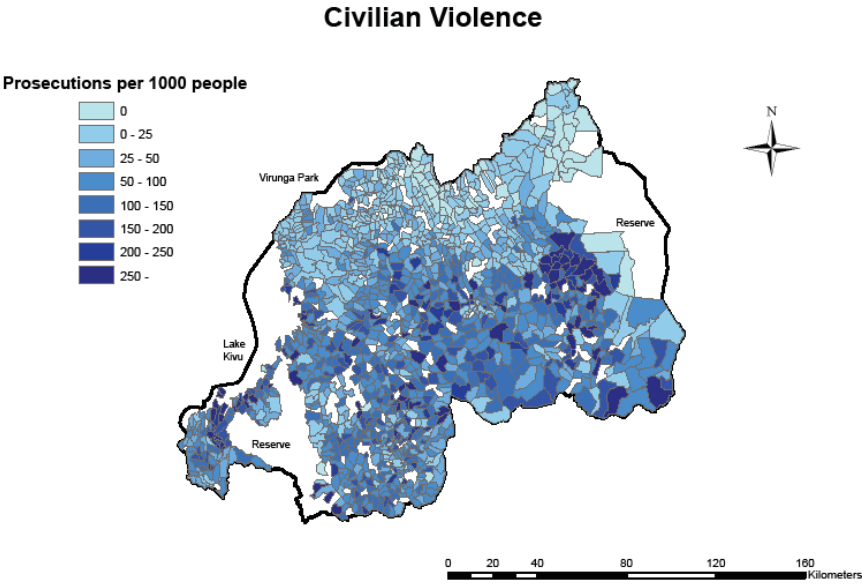 Civilian Violence
Prosecutions per 1000 people
0
0 - 25
25 - 50
50 - 100
100 - 150
150 - 200
200 - 250
250 -
N
Virunga Park
Reserve
Lake
Kivu
Reserve
0 20 40 80 120 160
Kilometers